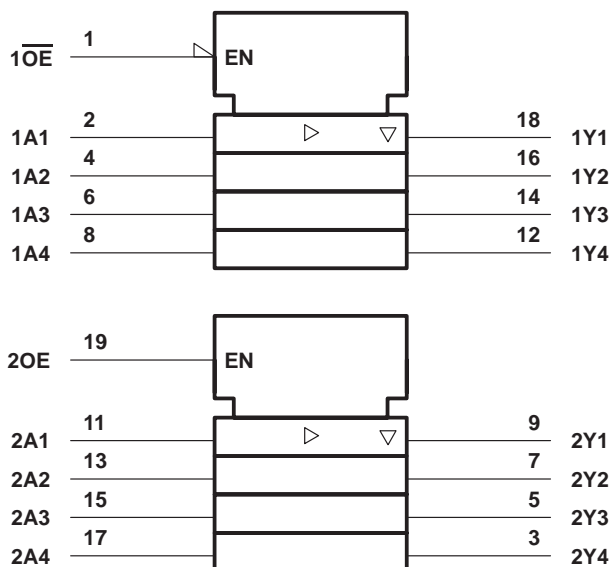 1O̅E̅ 1 EN
1A1 2 18 1Y1
1A2 4 16 1Y2
1A3 6 14 1Y3
1A4 8 12 1Y4
2OE 19 EN
2A1 11 9 2Y1
2A2 13 7 2Y2
2A3 15 5 2Y3
2A4 17 3 2Y4